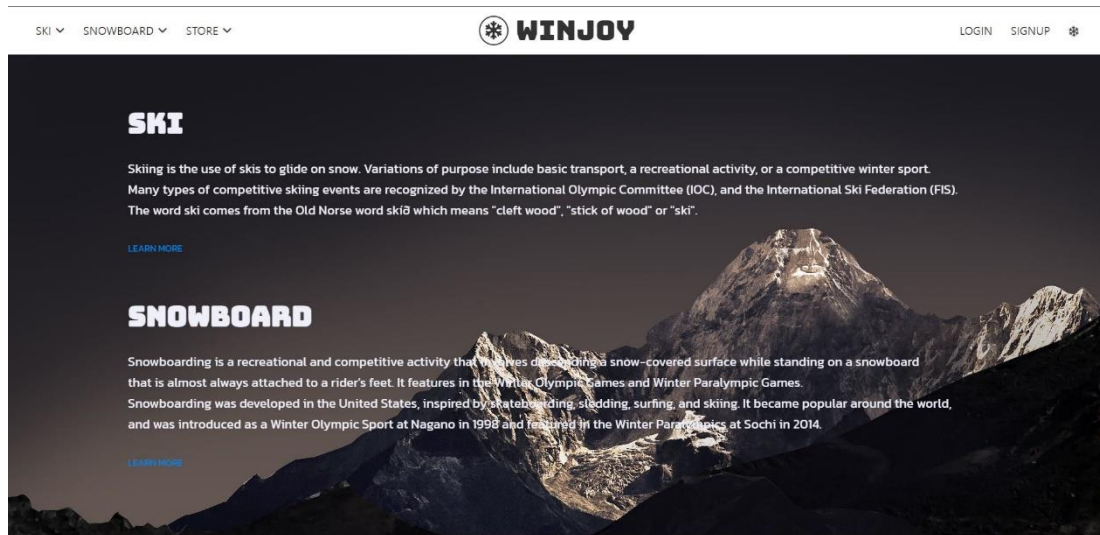 SKI SNOWBOARD STORE WINJOY LOGIN SIGNUP
SKI
Skiing is the use of skis to glide on snow. Variations of purpose include basic transport, a recreational activity, or a competitive winter sport.
Many types of competitive skiing events are recognized by the International Olympic Committee (IOC), and the International Ski Federation (FIS).
The word ski comes from the Old Norse word skíð which means "cleft wood", "stick of wood" or "ski".
LEARN MORE
SNOWBOARD
Snowboarding is a recreational and competitive activity that involves descending a snow-covered surface while standing on a snowboard
that is almost always attached to a rider's feet. It features in the Winter Olympic Games and Winter Paralympic Games.
Snowboarding was developed in the United States, inspired by skateboarding, sledding, surfing, and skiing. It became popular around the world,
and was introduced as a Winter Olympic Sport at Nagano in 1998 and featured in the Winter Paralympics at Sochi in 2014.
LEARN MORE